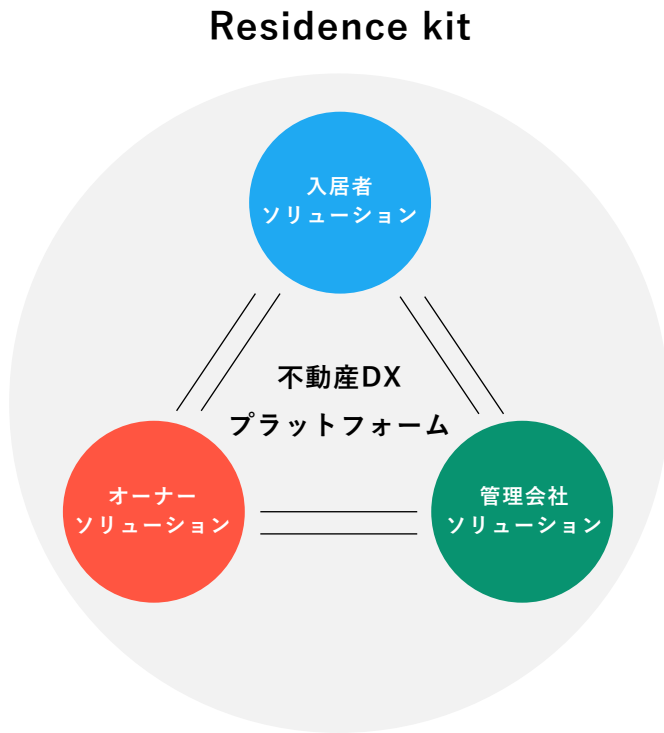 Residence kit
入居者
ソリューション
不動産DX
プラットフォーム
オーナー
ソリューション
管理会社
ソリューション